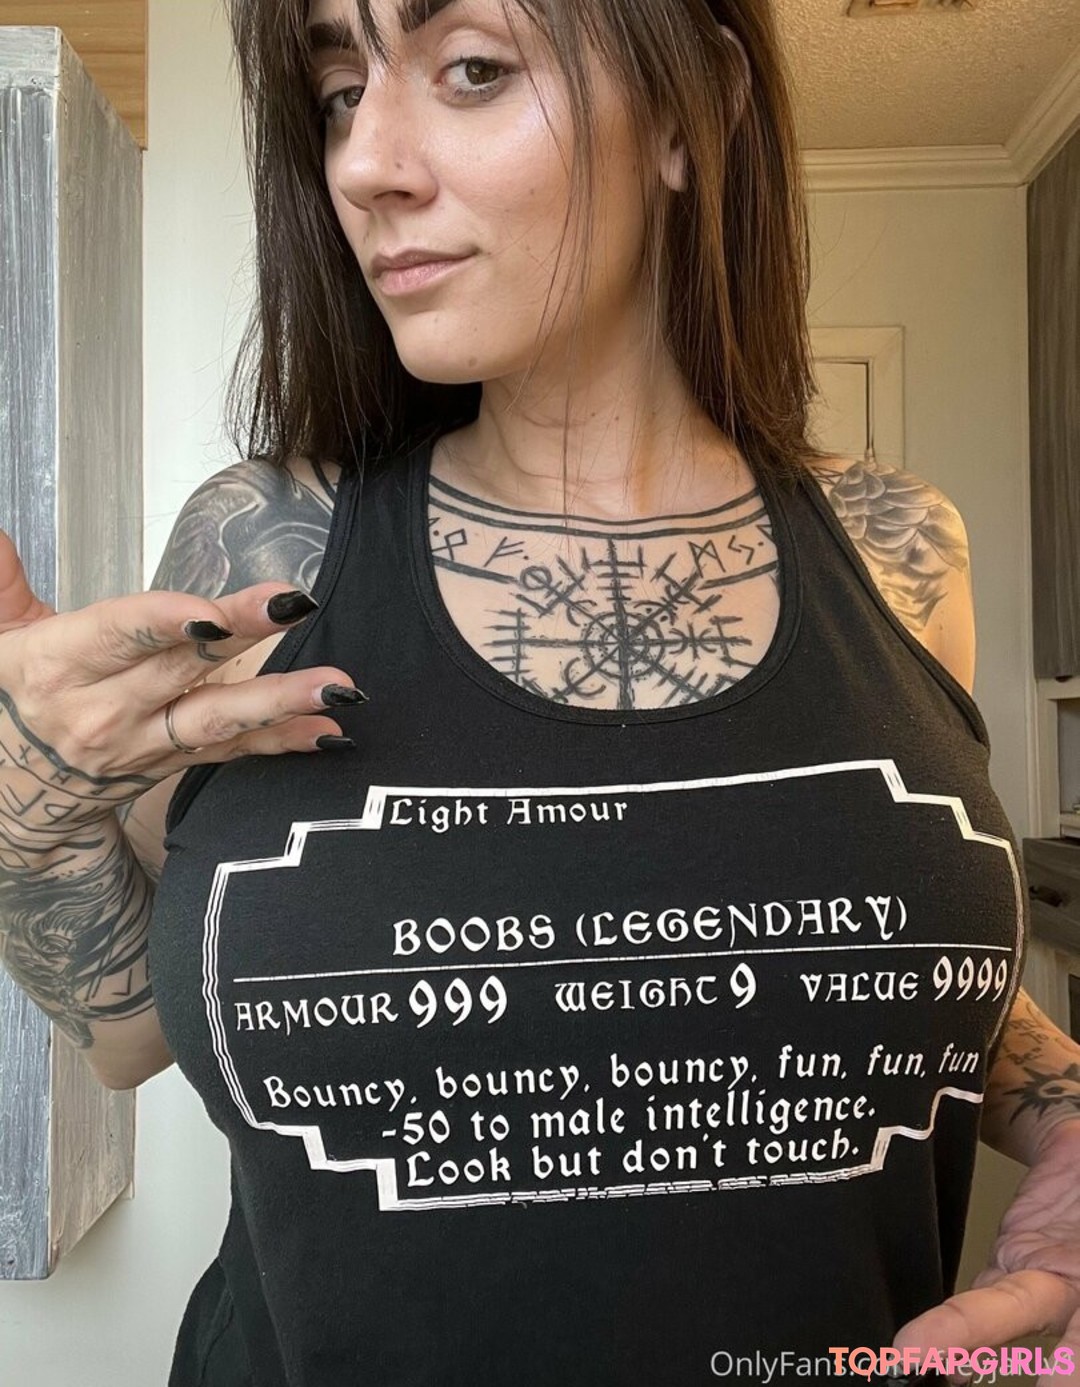 Light Amour
BOOBS (LEGENDARY)
ARMOUR 999 WEIGHT 9 VALUE 9999
Bouncy, bouncy, bouncy, fun, fun, fun
-50 to male intelligence.
Look but don't touch.
OnlyFans
TOPFAPGIRLS